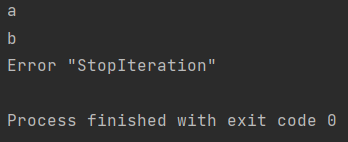 a
b
Error "StopIteration"
Process finished with exit code 0